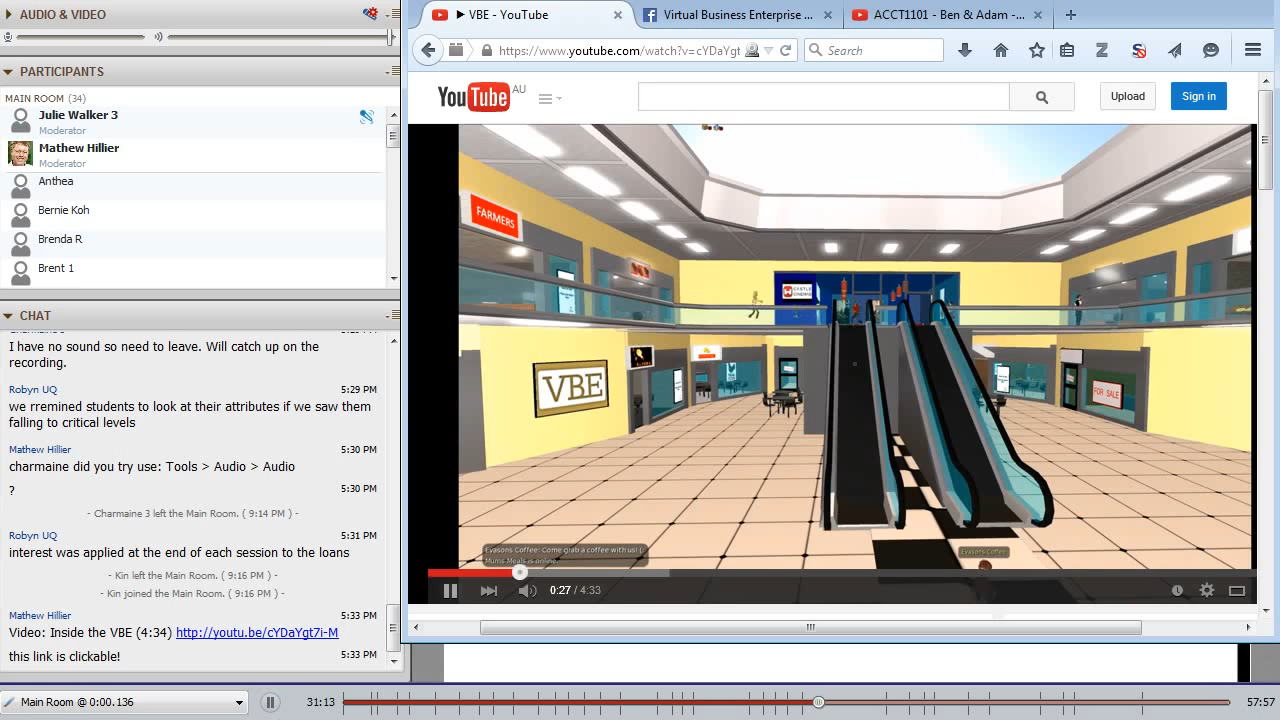 AUDIO & VIDEO
PARTICIPANTS
MAIN ROOM (34)
Julie Walker 3
Moderator
Mathew Hillier
Moderator
Anthea
Bernie Koh
Brenda R
Brent 1
CHAT
I have no sound so need to leave. Will catch up on the
recording.
Robyn UQ 5:29 PM
we rremined students to look at their attributes if we saw them
falling to critical levels
Mathew Hillier 5:30 PM
charmaine did you try use: Tools > Audio > Audio
? 5:30 PM
- Charmaine 3 left the Main Room. ( 9:14 PM ) -
Robyn UQ 5:31 PM
interest was applied at the end of each session to the loans
- Kin left the Main Room. ( 9:16 PM ) -
- Kin joined the Main Room. ( 9:16 PM ) -
Mathew Hillier 5:33 PM
Video: Inside the VBE (4:34) http://youtu.be/cYDaYgt7i-M
this link is clickable! 5:33 PM
Main Room @ 0:00.136
31:13
57:57
VBE - YouTube
Virtual Business Enterprise ...
ACCT1101 - Ben & Adam -...
https://www.youtube.com/watch?v=cYDaYgt
Search
YouTube AU
Upload
Sign in
FARMERS
CASTLE
CINEMAS
VBE
FOR SALE
Evasons Coffee: Come grab a coffee with us! (:
Mums Meals is online.
Evasons Coffee
0:27 / 4:33